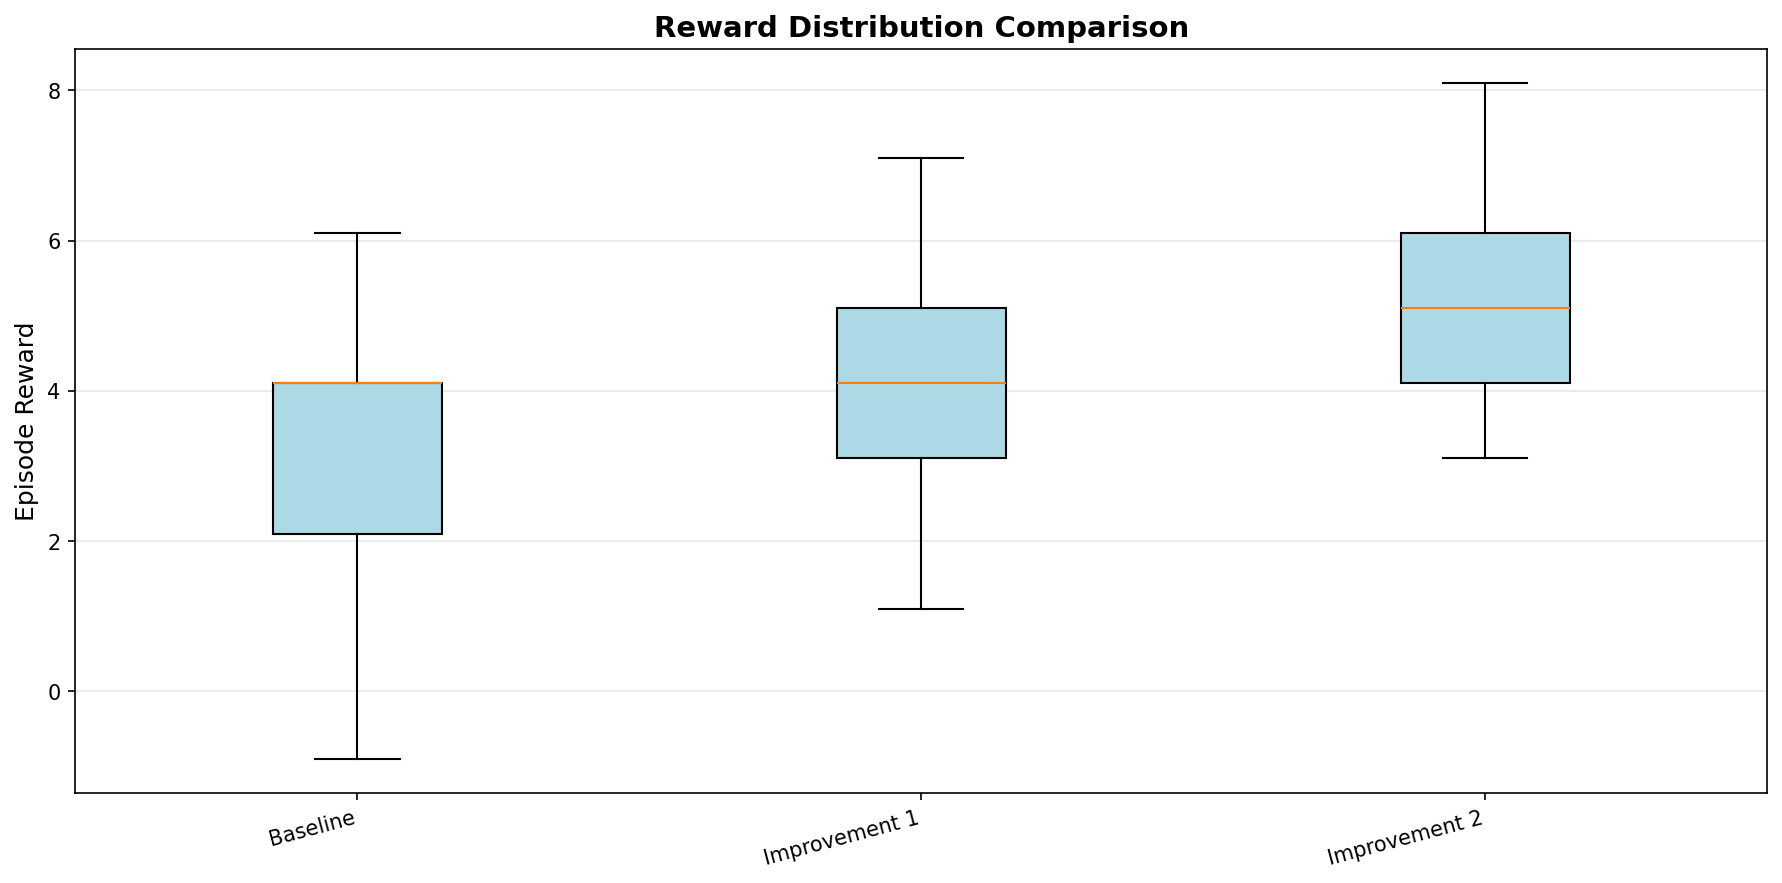 Reward Distribution Comparison
Episode Reward
8
6
4
2
0
Baseline
Improvement 1
Improvement 2